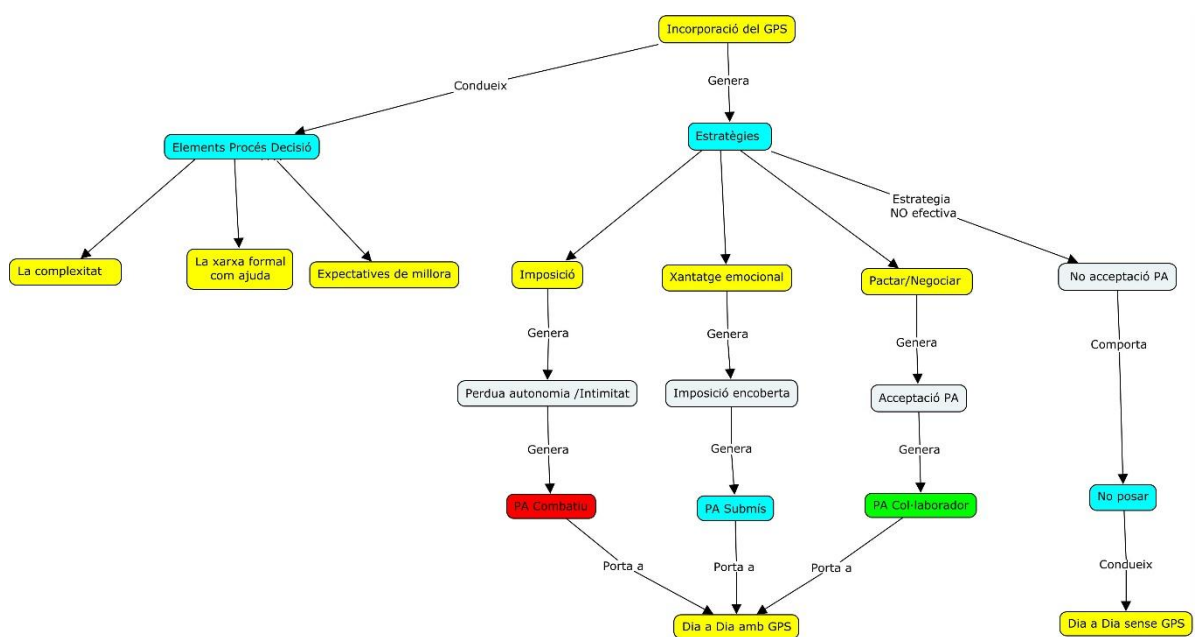 Incorporació del GPS
Condueix
Genera
Elements Procés Decisió
Estratègies
Estrategia
NO efectiva
La complexitat
La xarxa formal
com ajuda
Expectatives de millora
Imposició
Xantatge emocional
Pactar/Negociar
No acceptació PA
Genera
Genera
Genera
Comporta
Perdua autonomia /Intimitat
Imposició encoberta
Acceptació PA
Genera
Genera
Genera
PA Combatiu
PA Submís
PA Col·laborador
No posar
Porta a
Porta a
Porta a
Condueix
Dia a Dia amb GPS
Dia a Dia sense GPS